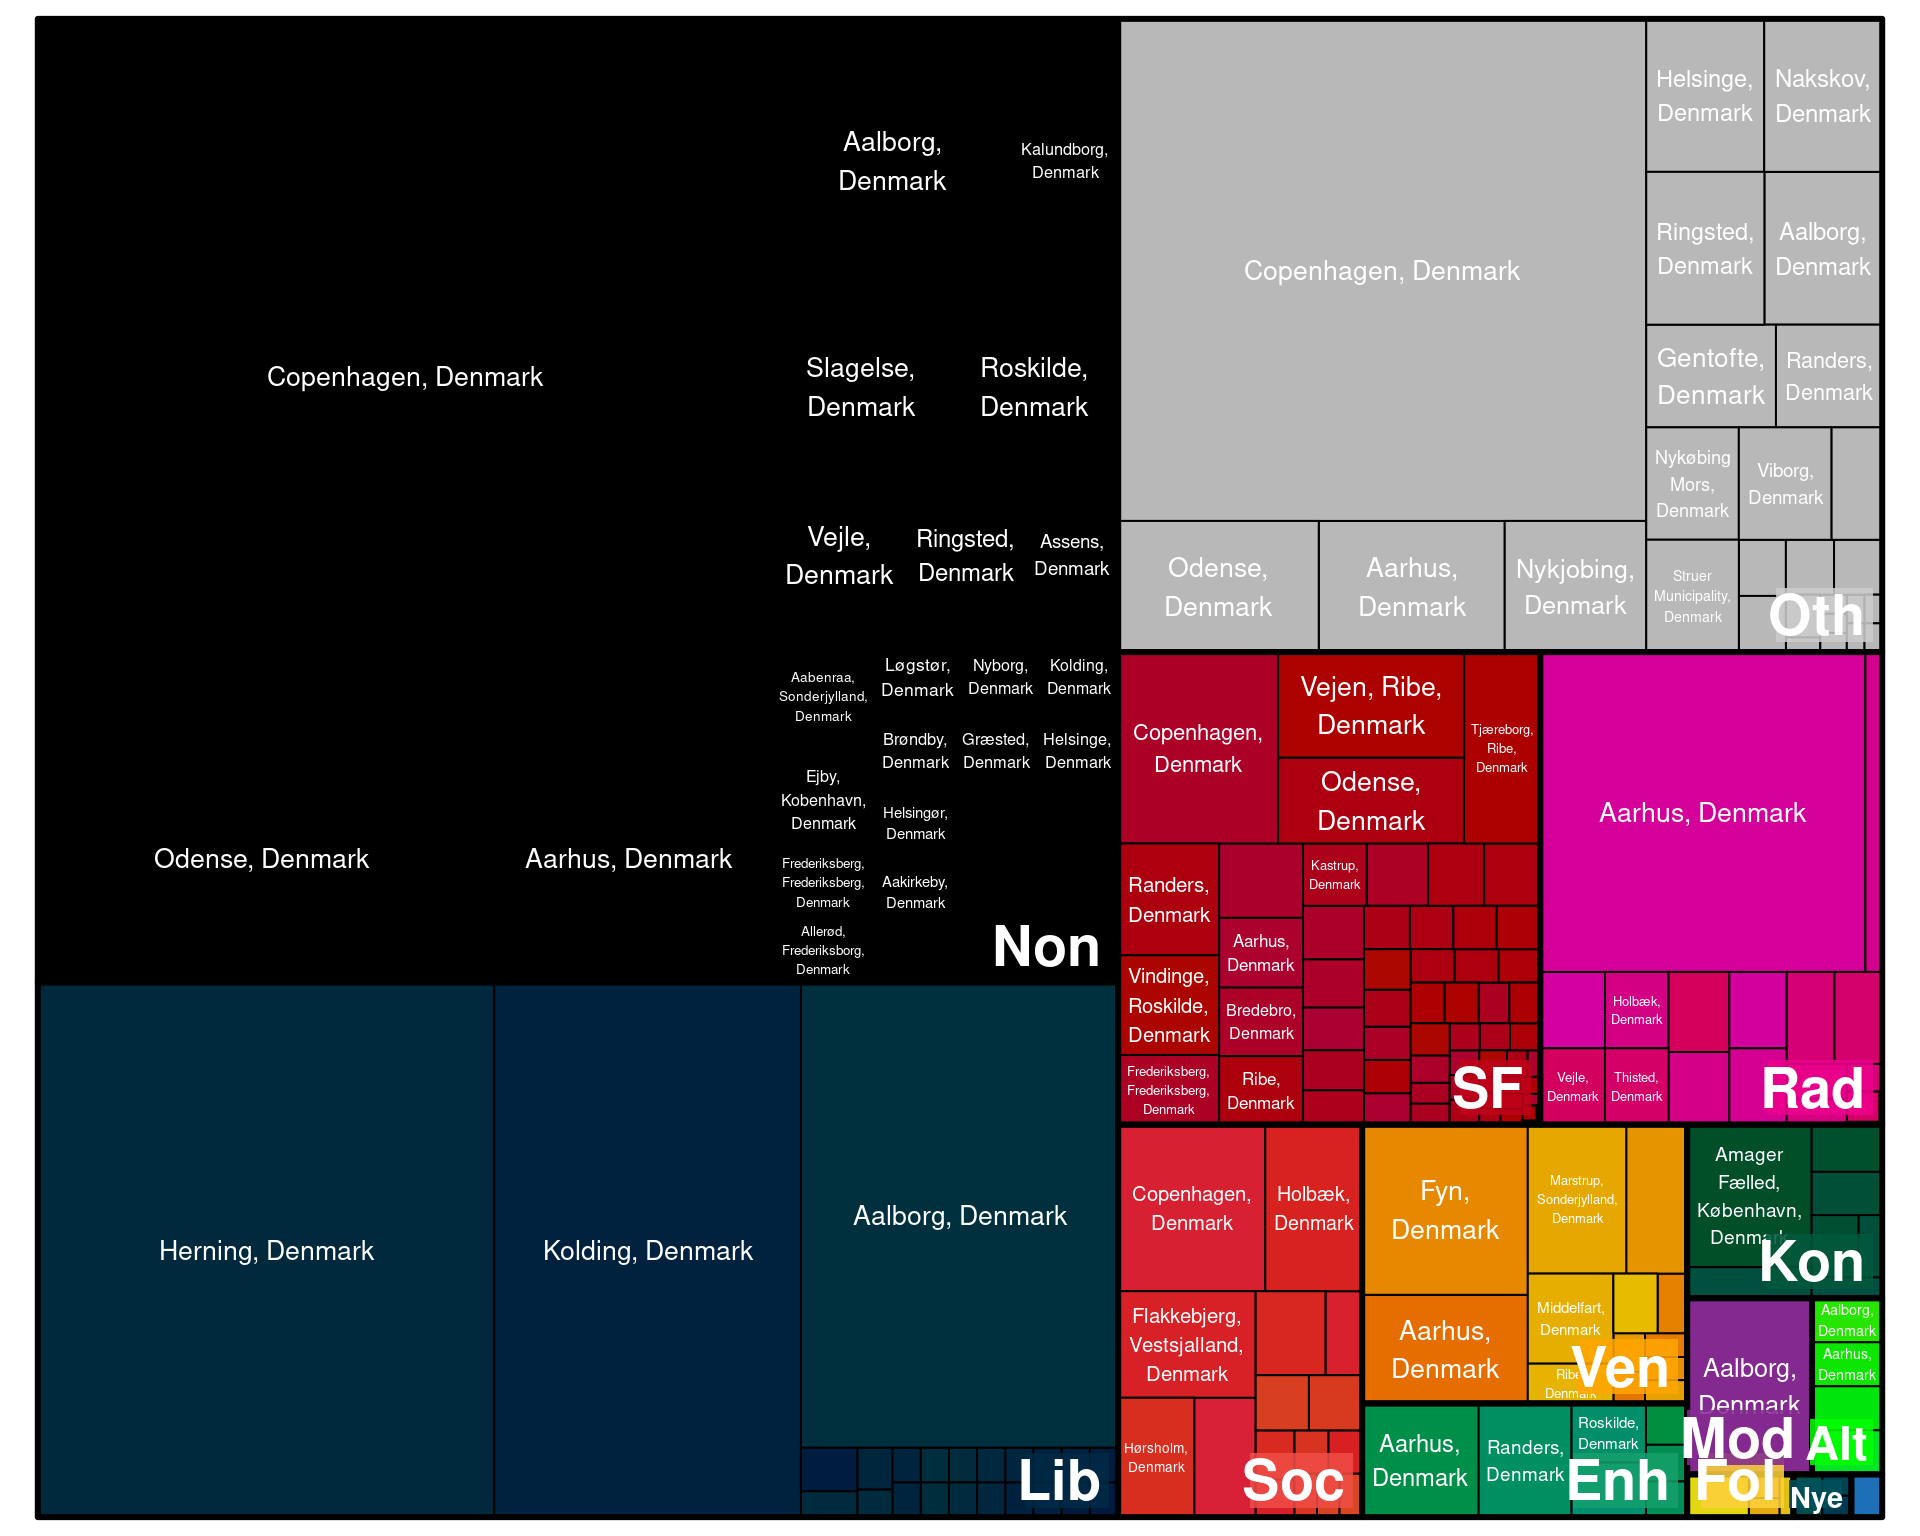 Copenhagen, Denmark
Aalborg,
Denmark
Kalundborg,
Denmark
Slagelse,
Denmark
Roskilde,
Denmark
Vejle,
Denmark
Ringsted,
Denmark
Assens,
Denmark
Odense, Denmark
Aarhus, Denmark
Aabenraa,
Sonderjylland,
Denmark
Løgstør,
Denmark
Nyborg,
Denmark
Kolding,
Denmark
Brøndby,
Denmark
Græsted,
Denmark
Helsinge,
Denmark
Ejby,
Kobenhavn,
Denmark
Helsingør,
Denmark
Frederiksberg,
Frederiksberg,
Denmark
Aakirkeby,
Denmark
Allerød,
Frederiksborg,
Denmark
Non
Herning, Denmark
Kolding, Denmark
Aalborg, Denmark
Lib
Copenhagen, Denmark
Helsinge,
Denmark
Nakskov,
Denmark
Ringsted,
Denmark
Aalborg,
Denmark
Gentofte,
Denmark
Randers,
Denmark
Nykøbing
Mors,
Denmark
Viborg,
Denmark
Odense,
Denmark
Aarhus,
Denmark
Nykjobing,
Denmark
Struer
Municipality,
Denmark
Oth
Copenhagen,
Denmark
Vejen, Ribe,
Denmark
Tjæreborg,
Ribe,
Denmark
Odense,
Denmark
Randers,
Denmark
Kastrup,
Denmark
Aarhus,
Denmark
Vindinge,
Roskilde,
Denmark
Bredebro,
Denmark
Frederiksberg,
Frederiksberg,
Denmark
Ribe,
Denmark
SF
Aarhus, Denmark
Holbæk,
Denmark
Vejle,
Denmark
Thisted,
Denmark
Rad
Copenhagen,
Denmark
Holbæk,
Denmark
Flakkebjerg,
Vestsjalland,
Denmark
Hørsholm,
Denmark
Soc
Fyn,
Denmark
Marstrup,
Sonderjylland,
Denmark
Aarhus,
Denmark
Middelfart,
Denmark
Ribe
Denmark
Ven
Amager
Fælled,
København,
Denmark
Kon
Aarhus,
Denmark
Randers,
Denmark
Roskilde,
Denmark
Enh
Aalborg,
Denmark
Mod
Aalborg,
Denmark
Aarhus,
Denmark
Alt
Fol
Nye